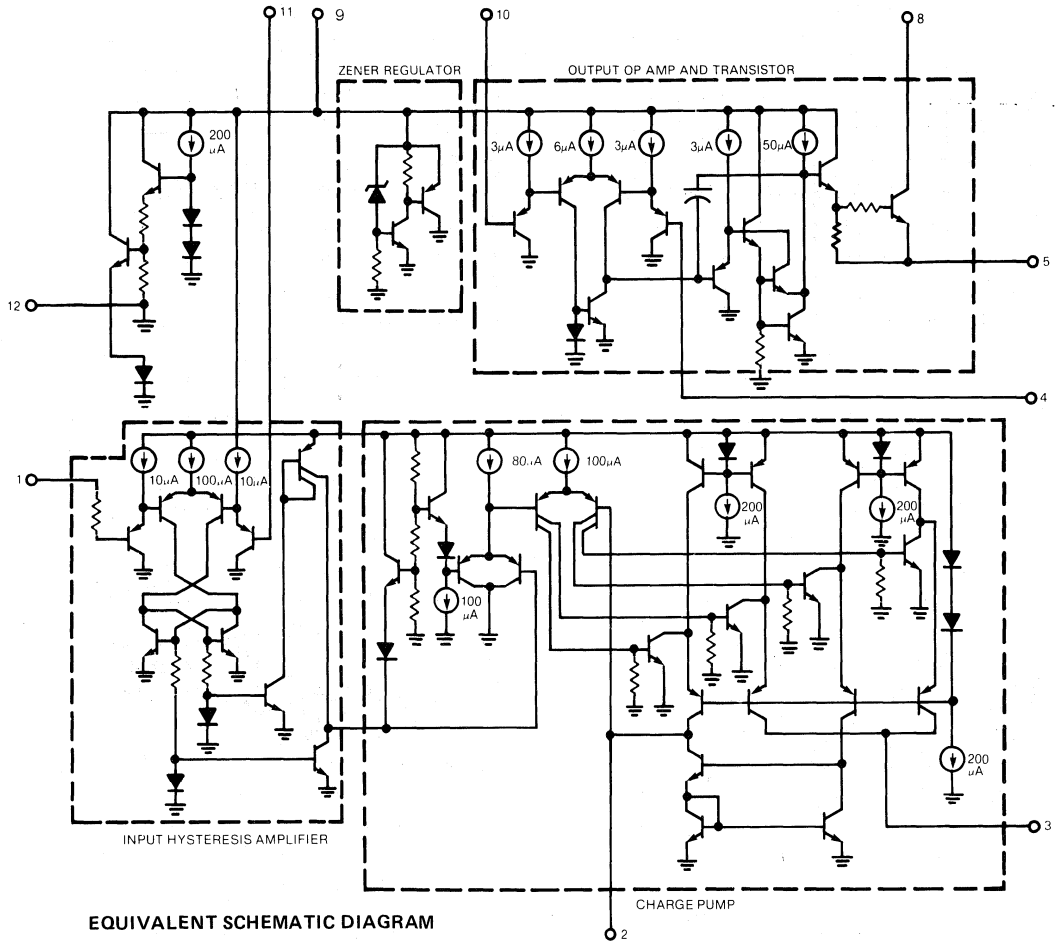 11 9 10 8
ZENER REGULATOR
OUTPUT OP AMP AND TRANSISTOR
200 μA
3μA 6μA 3μA 3μA 50μA
5
12
4
1
10μA 100μA 10μA
80μA 100μA
200 μA
200 μA
100 μA
200 μA
3
INPUT HYSTERESIS AMPLIFIER
CHARGE PUMP
EQUIVALENT SCHEMATIC DIAGRAM
2